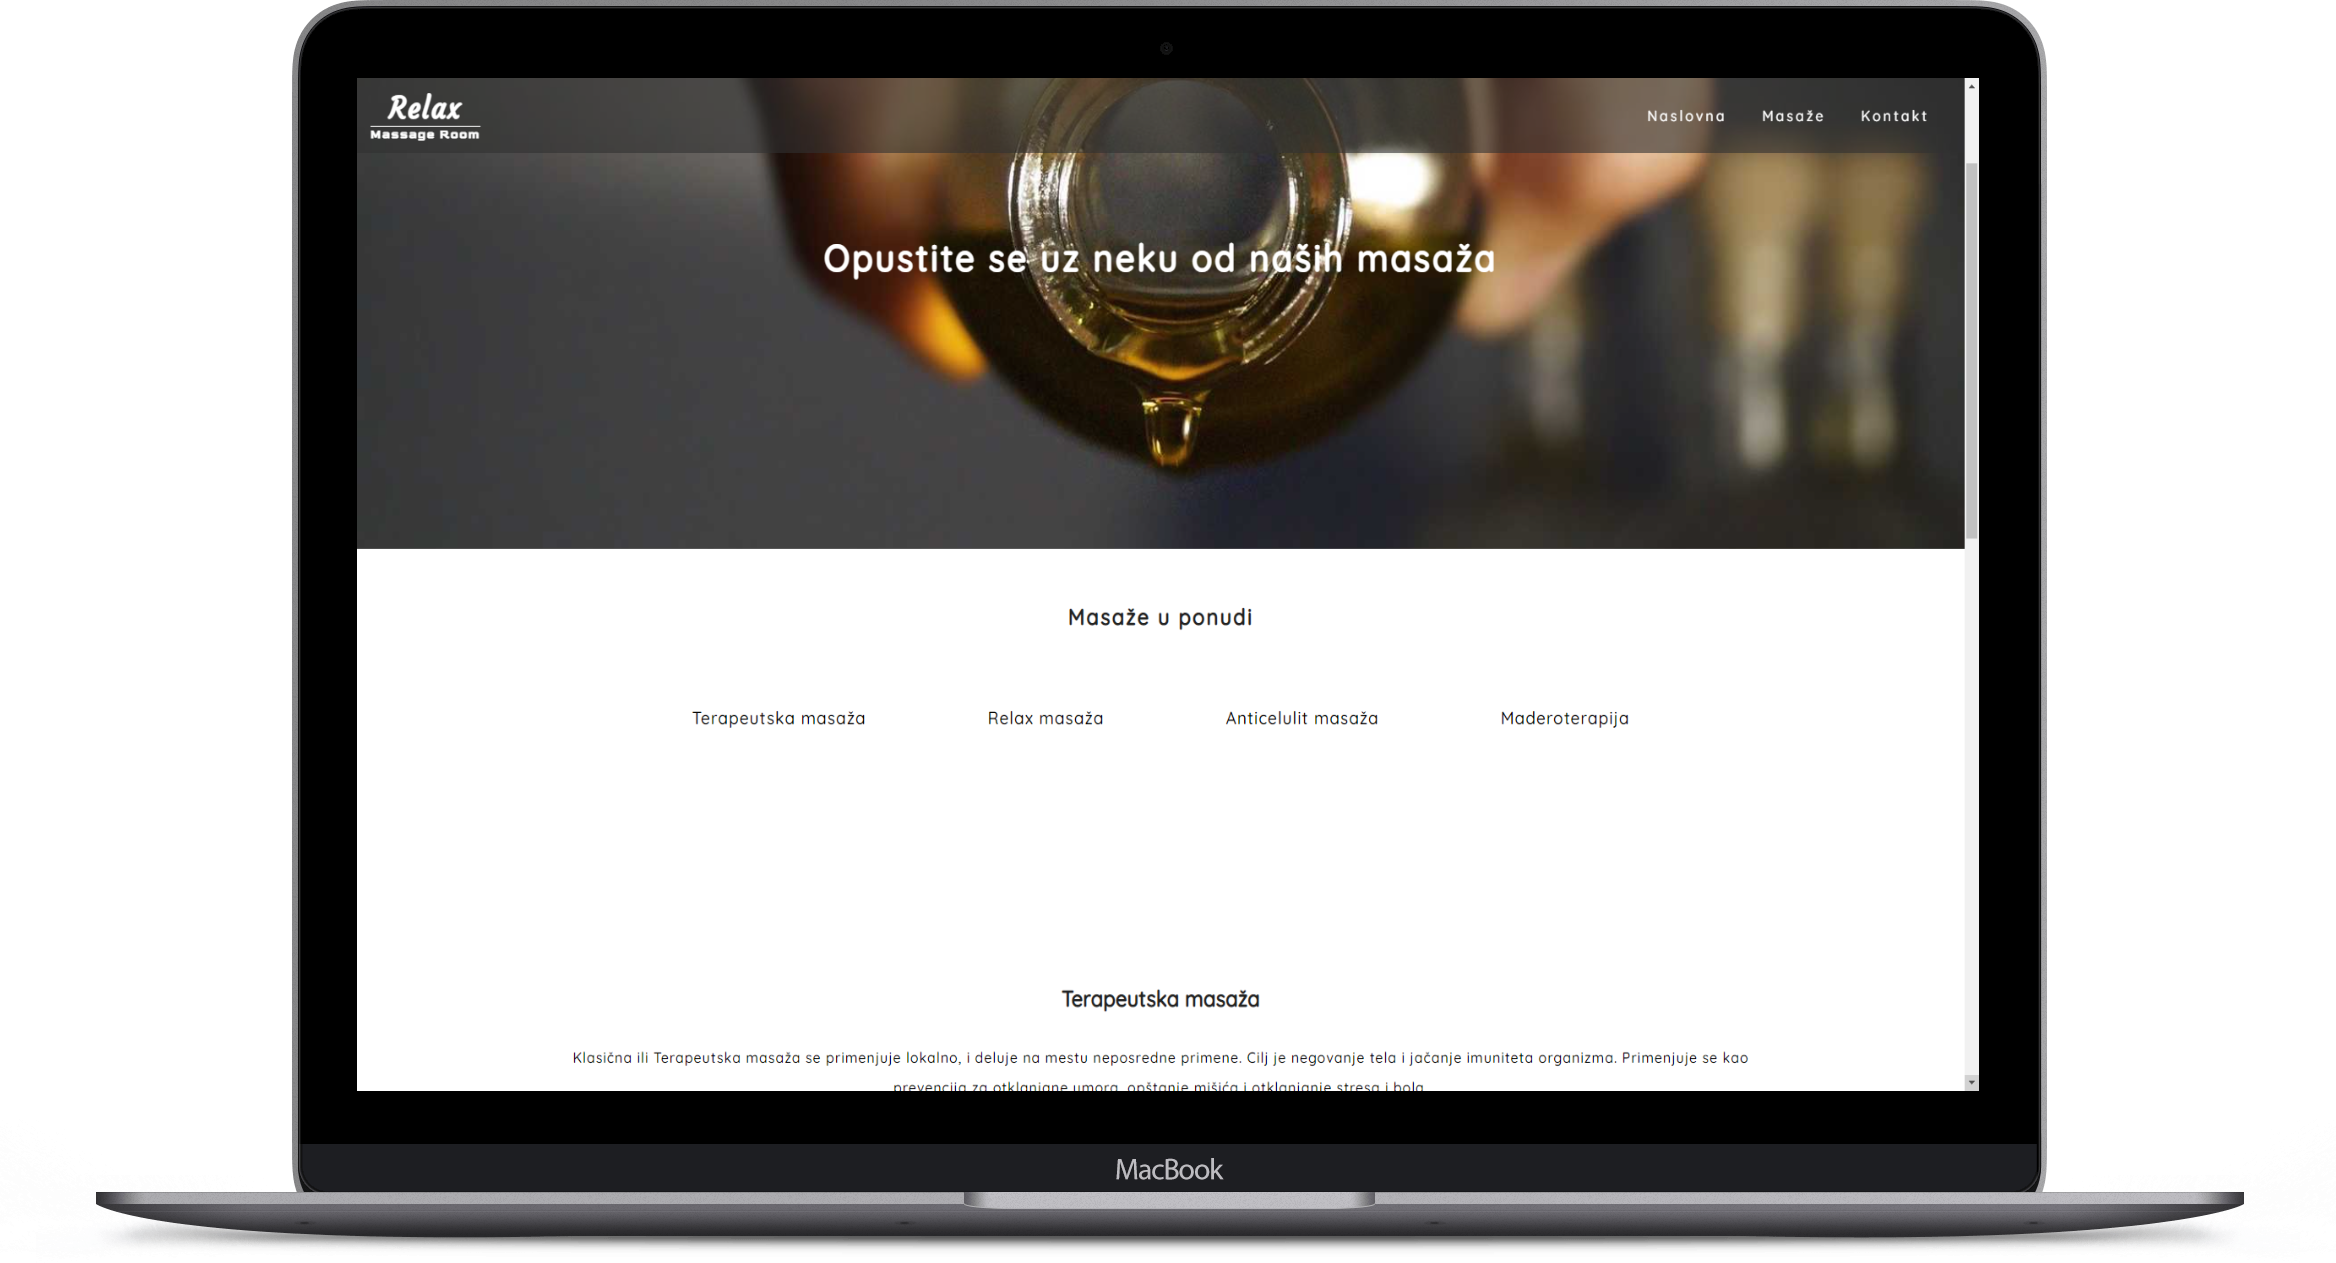 Relax
Massage Room
Naslovna Masaže Kontakt
Opustite se uz neku od naših masaža
Masaže u ponudi
Terapeutska masaža Relax masaža Anticelulit masaža Maderoterapija
Terapeutska masaža
Klasična ili Terapeutska masaža se primenjuje lokalno, i deluje na mestu neposredne primene. Cilj je negovanje tela i jačanje imuniteta organizma. Primenjuje se kao
prevencija za otklanjanje umora, opštanje mišića i otklanjanje stresa i bola
MacBook